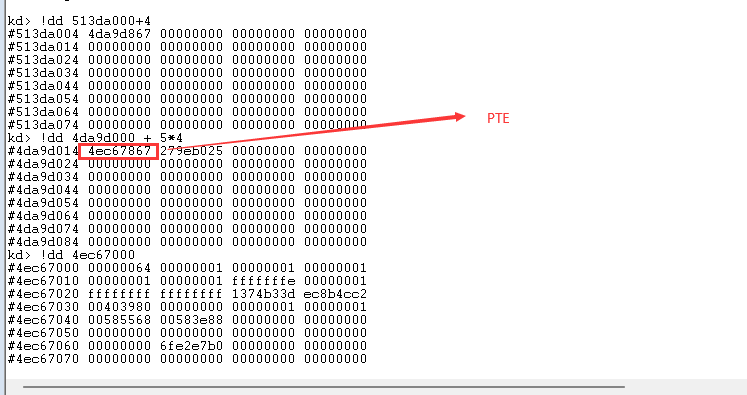 kd> !dd 513da000+4
#513da004 4da9d867 00000000 00000000 00000000
#513da014 00000000 00000000 00000000 00000000
#513da024 00000000 00000000 00000000 00000000
#513da034 00000000 00000000 00000000 00000000
#513da044 00000000 00000000 00000000 00000000
#513da054 00000000 00000000 00000000 00000000
#513da064 00000000 00000000 00000000 00000000
#513da074 00000000 00000000 00000000 00000000
kd> !dd 4da9d000 + 5*4
#4da9d014 4ec67867 279eb025 00000000 00000000
#4da9d024 00000000 00000000 00000000 00000000
#4da9d034 00000000 00000000 00000000 00000000
#4da9d044 00000000 00000000 00000000 00000000
#4da9d054 00000000 00000000 00000000 00000000
#4da9d064 00000000 00000000 00000000 00000000
#4da9d074 00000000 00000000 00000000 00000000
#4da9d084 00000000 00000000 00000000 00000000
kd> !dd 4ec67000
#4ec67000 00000064 00000001 00000001 00000001
#4ec67010 00000001 00000001 fffffffe 00000001
#4ec67020 ffffffff ffffffff 1374b33d ec8b4cc2
#4ec67030 00403980 00000000 00000001 00000001
#4ec67040 00585568 00583e88 00000000 00000000
#4ec67050 00000000 00000000 00000000 00000000
#4ec67060 00000000 6fe2e7b0 00000000 00000000
#4ec67070 00000000 00000000 00000000 00000000
PTE